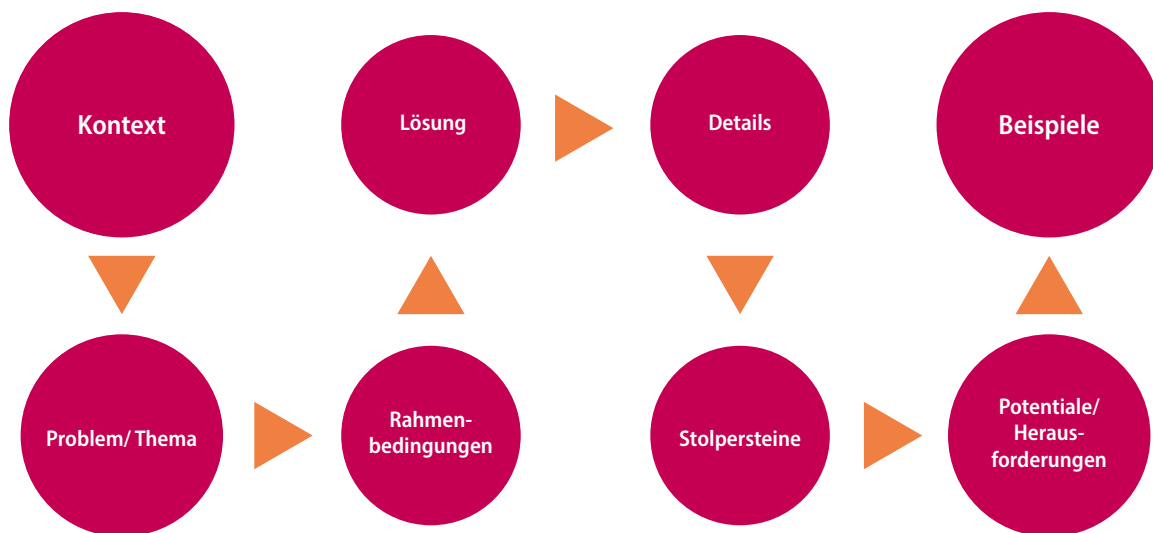 Kontext
Problem/ Thema
Rahmen-
bedingungen
Lösung
Details
Stolpersteine
Potentiale/
Heraus-
forderungen
Beispiele